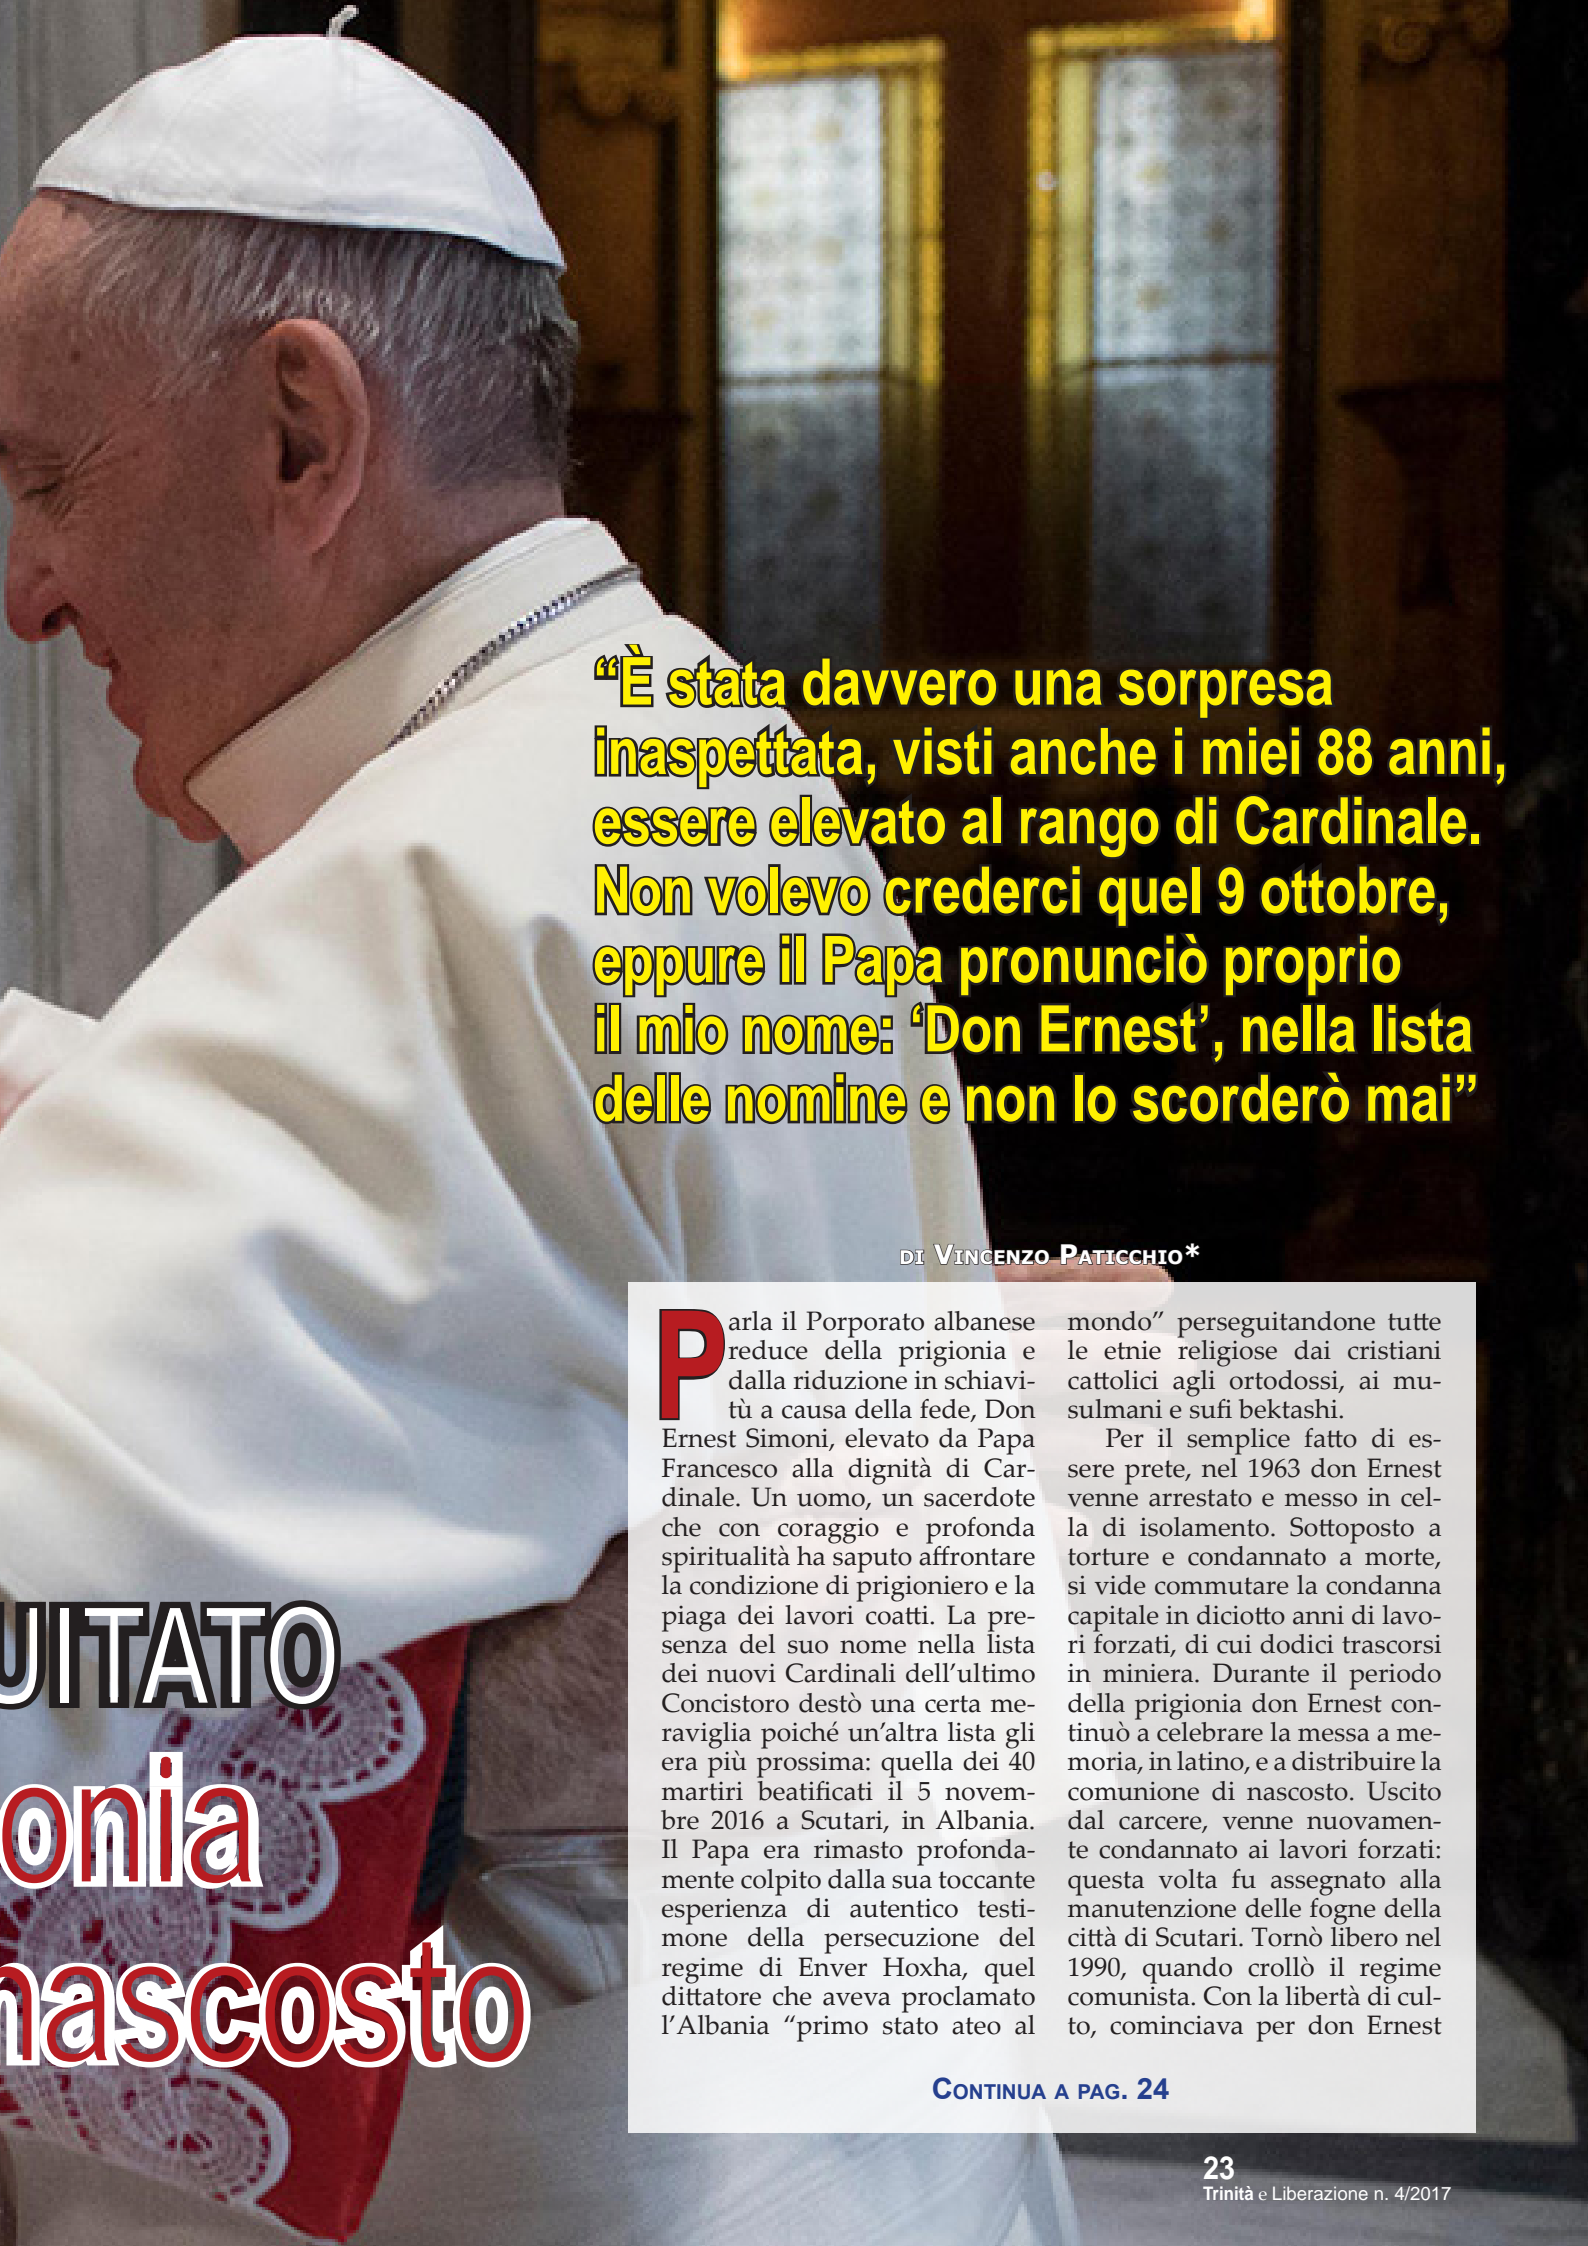 “È stata davvero una sorpresa
inaspettata, visti anche i miei 88 anni,
essere elevato al rango di Cardinale.
Non volevo crederci quel 9 ottobre,
eppure il Papa pronunciò proprio
il mio nome: ‘Don Ernest’, nella lista
delle nomine e non lo scorderò mai”
di Vincenzo Paticchio*
UITATO
onia
nascosto
Parla il Porporato albanese
reduce della prigionia e
dalla riduzione in schiavi-
tù a causa della fede, Don
Ernest Simoni, elevato da Papa
Francesco alla dignità di Car-
dinale. Un uomo, un sacerdote
che con coraggio e profonda
spiritualità ha saputo affrontare
la condizione di prigioniero e la
piaga dei lavori coatti. La pre-
senza del suo nome nella lista
dei nuovi Cardinali dell’ultimo
Concistoro destò una certa me-
raviglia poiché un’altra lista gli
era più prossima: quella dei 40
martiri beatificati il 5 novem-
bre 2016 a Scutari, in Albania.
Il Papa era rimasto profonda-
mente colpito dalla sua toccante
esperienza di autentico testi-
mone della persecuzione del
regime di Enver Hoxha, quel
dittatore che aveva proclamato
l’Albania “primo stato ateo al
mondo” perseguitandone tutte
le etnie religiose dai cristiani
cattolici agli ortodossi, ai mu-
sulmani e sufi bektashi.
Per il semplice fatto di es-
sere prete, nel 1963 don Ernest
venne arrestato e messo in cel-
la di isolamento. Sottoposto a
torture e condannato a morte,
si vide commutare la condanna
capitale in diciotto anni di lavo-
ri forzati, di cui dodici trascorsi
in miniera. Durante il periodo
della prigionia don Ernest con-
tinuò a celebrare la messa a me-
moria, in latino, e a distribuire la
comunione di nascosto. Uscito
dal carcere, venne nuovamen-
te condannato ai lavori forzati:
questa volta fu assegnato alla
manutenzione delle fogne della
città di Scutari. Tornò libero nel
1990, quando crollò il regime
comunista. Con la libertà di cul-
to, cominciava per don Ernest
Continua a pag. 24
23
Trinità e Liberazione n. 4/2017